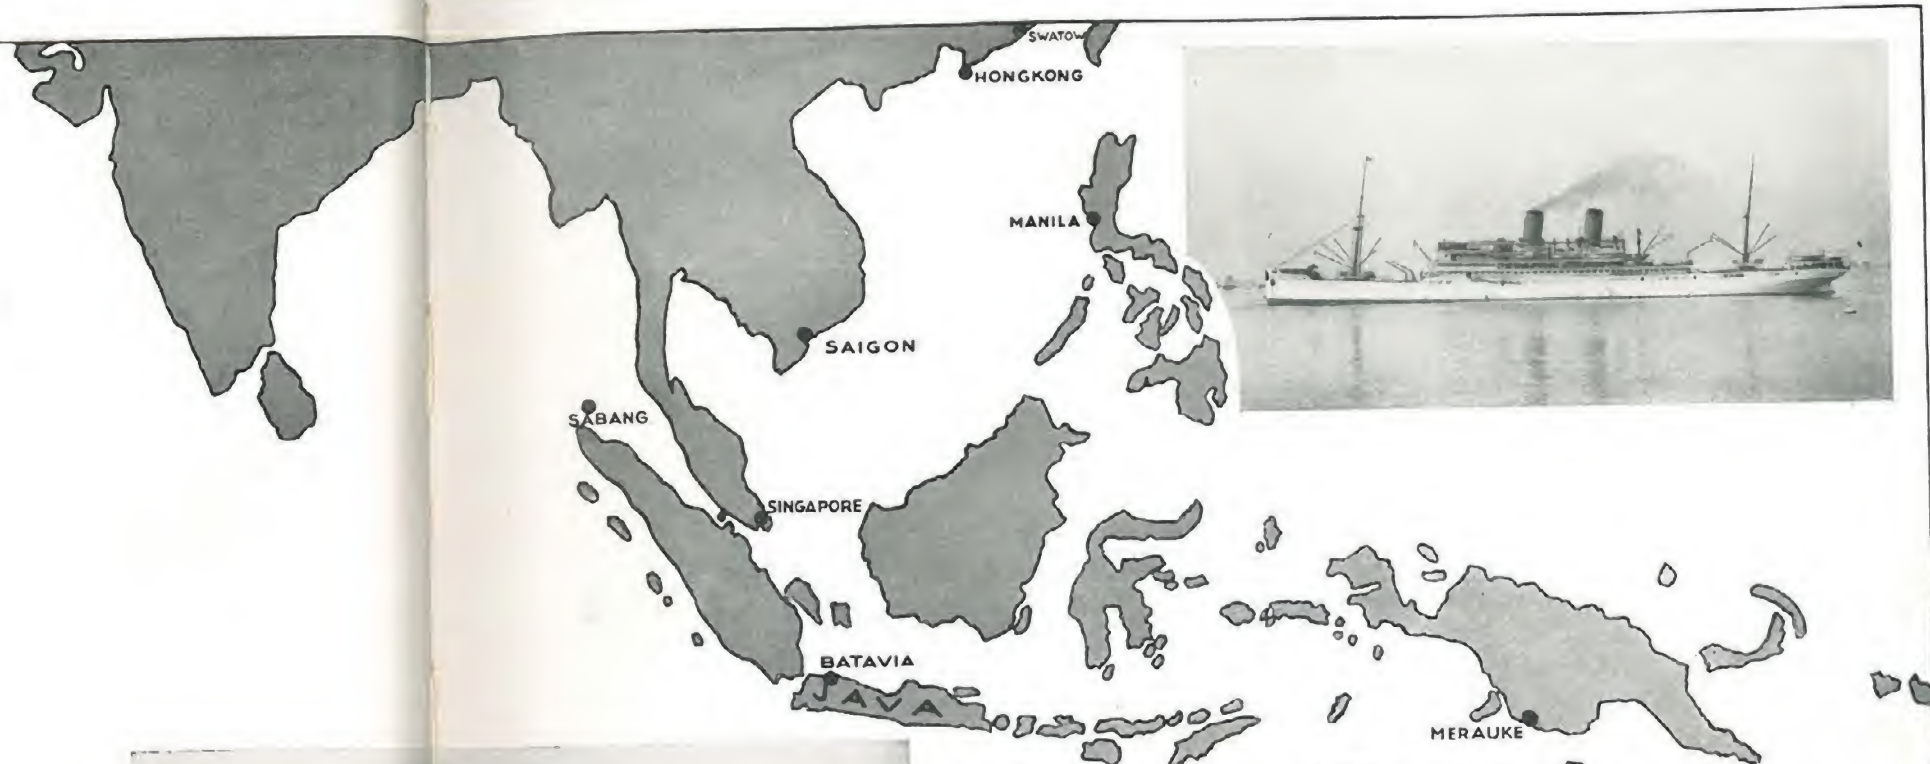 SWATOW
HONGKONG
MANILA
SAIGON
SABANG
SINGAPORE
BATAVIA
JAVA
MERAUKE